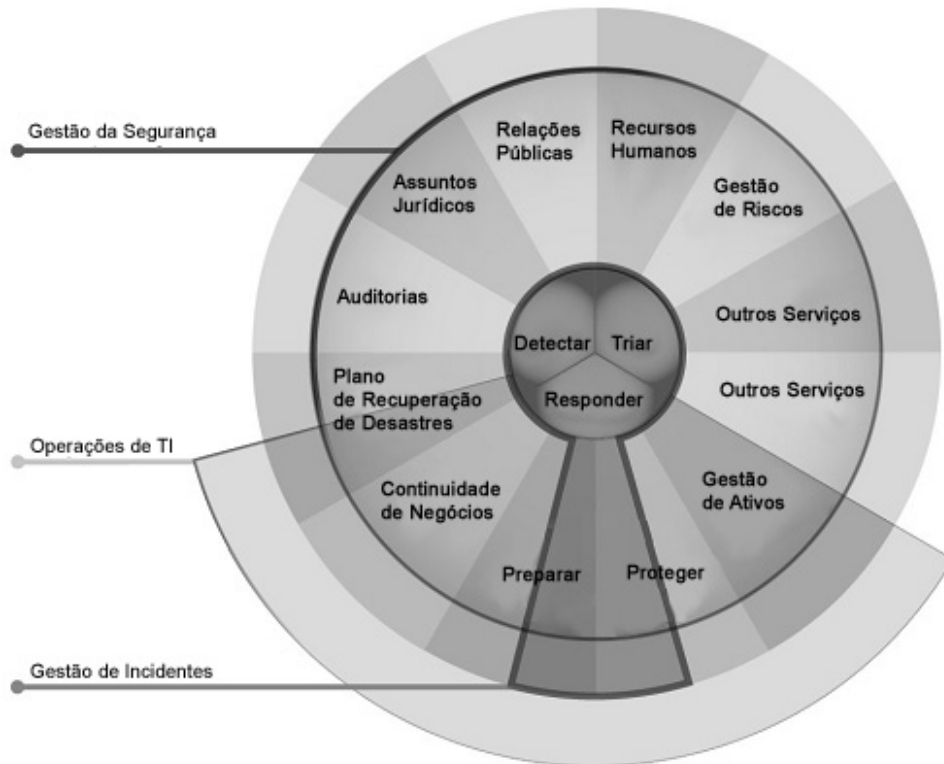 Gestão da Segurança
Relações
Públicas
Recursos
Humanos
Assuntos
Jurídicos
Gestão
de Riscos
Auditorias
Outros Serviços
Detectar
Triar
Responder
Plano
de Recuperação
de Desastres
Outros Serviços
Operações de TI
Continuidade
de Negócios
Gestão
de Ativos
Preparar
Proteger
Gestão de Incidentes